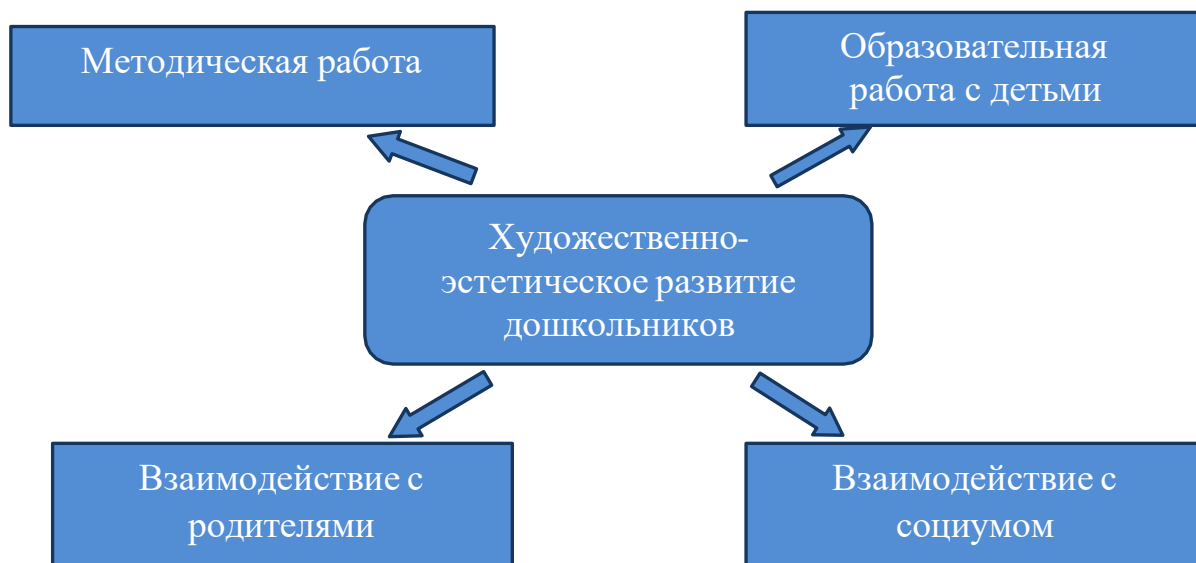 Методическая работа
Образовательная
работа с детьми
Художественно-
эстетическое развитие
дошкольников
Взаимодействие с
родителями
Взаимодействие с
социумом